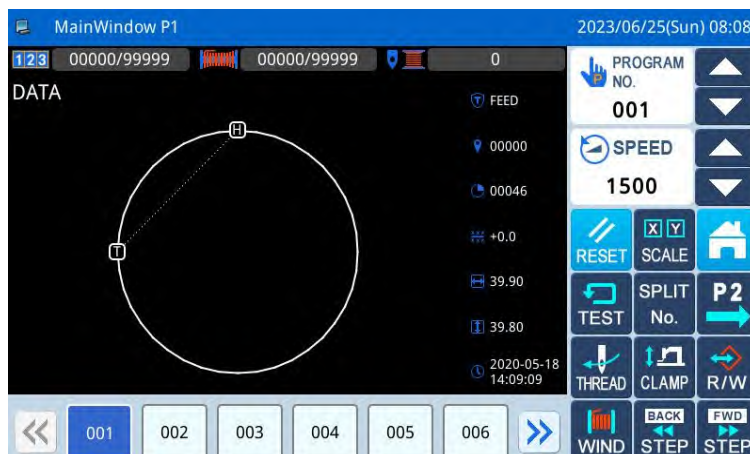 MainWindow P1
2023/06/25(Sun) 08:08
123 00000/99999 00000/99999 0
DATA
H
T
T FEED
00000
00046
+0.0
39.90
39.80
2020-05-18
14:09:09
P
PROGRAM
NO.
001
SPEED
1500
RESET
X Y
SCALE
TEST
SPLIT
No.
P2
THREAD
CLAMP
R/W
WIND
BACK
STEP
FWD
STEP
001 002 003 004 005 006